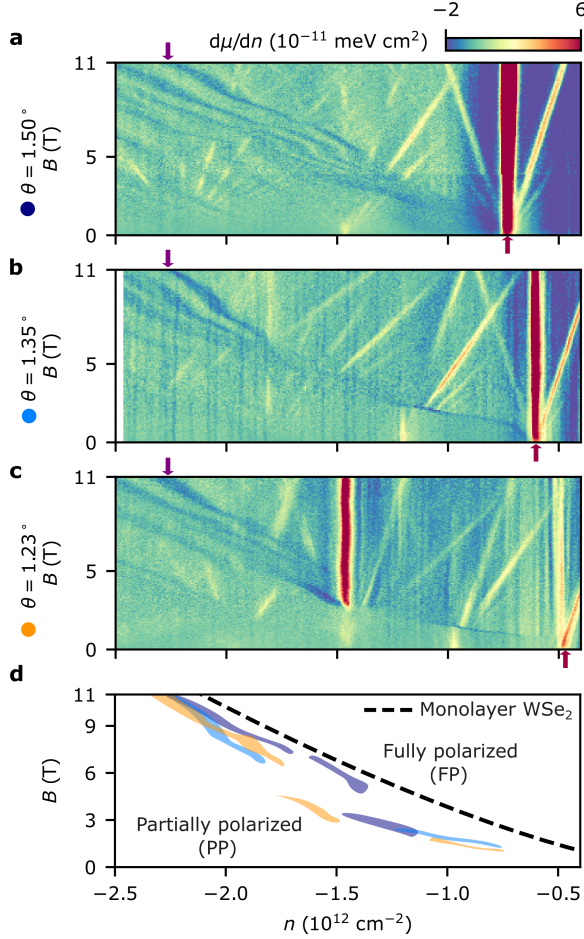 −2 6
dμ/dn (10⁻¹¹ meV cm²)
a
11
5
0
θ = 1.50°
B (T)
b
11
5
0
θ = 1.35°
B (T)
c
11
5
0
θ = 1.23°
B (T)
d
11
9
6
3
0
B (T)
Monolayer WSe₂
Fully polarized
(FP)
Partially polarized
(PP)
−2.5 −2.0 −1.5 −1.0 −0.5
n (10¹² cm⁻²)